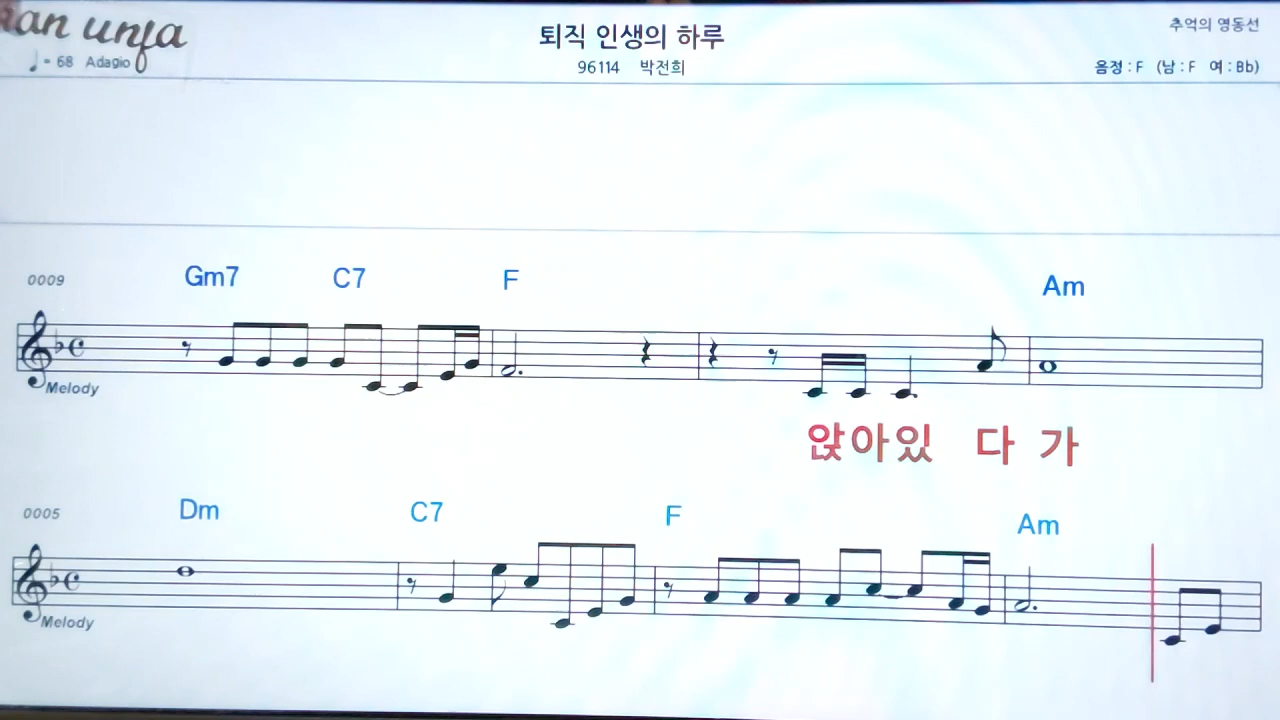 퇴직 인생의 하루
추억의 영동선
= 68 Adagio
96114 박전희
음정 : F (남 : F 여 : Bb)
0009 Gm7 C7 F Am
Melody
앉아있 다 가
0005 Dm C7 F Am
Melody